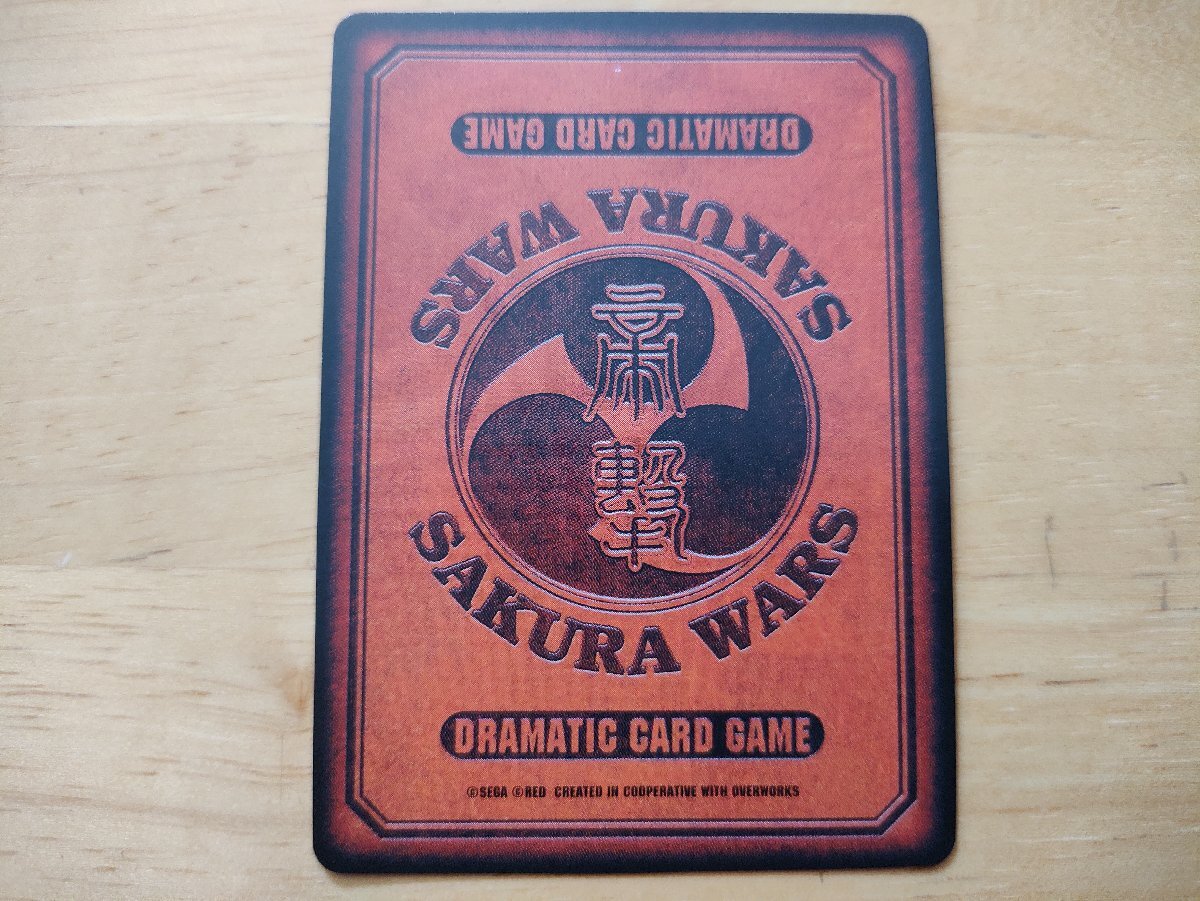 DRAMATIC CARD GAME
SAKURA WARS
帝
撃
SAKURA WARS
DRAMATIC CARD GAME
©SEGA ©RED CREATED IN COOPERATIVE WITH OVERWORKS